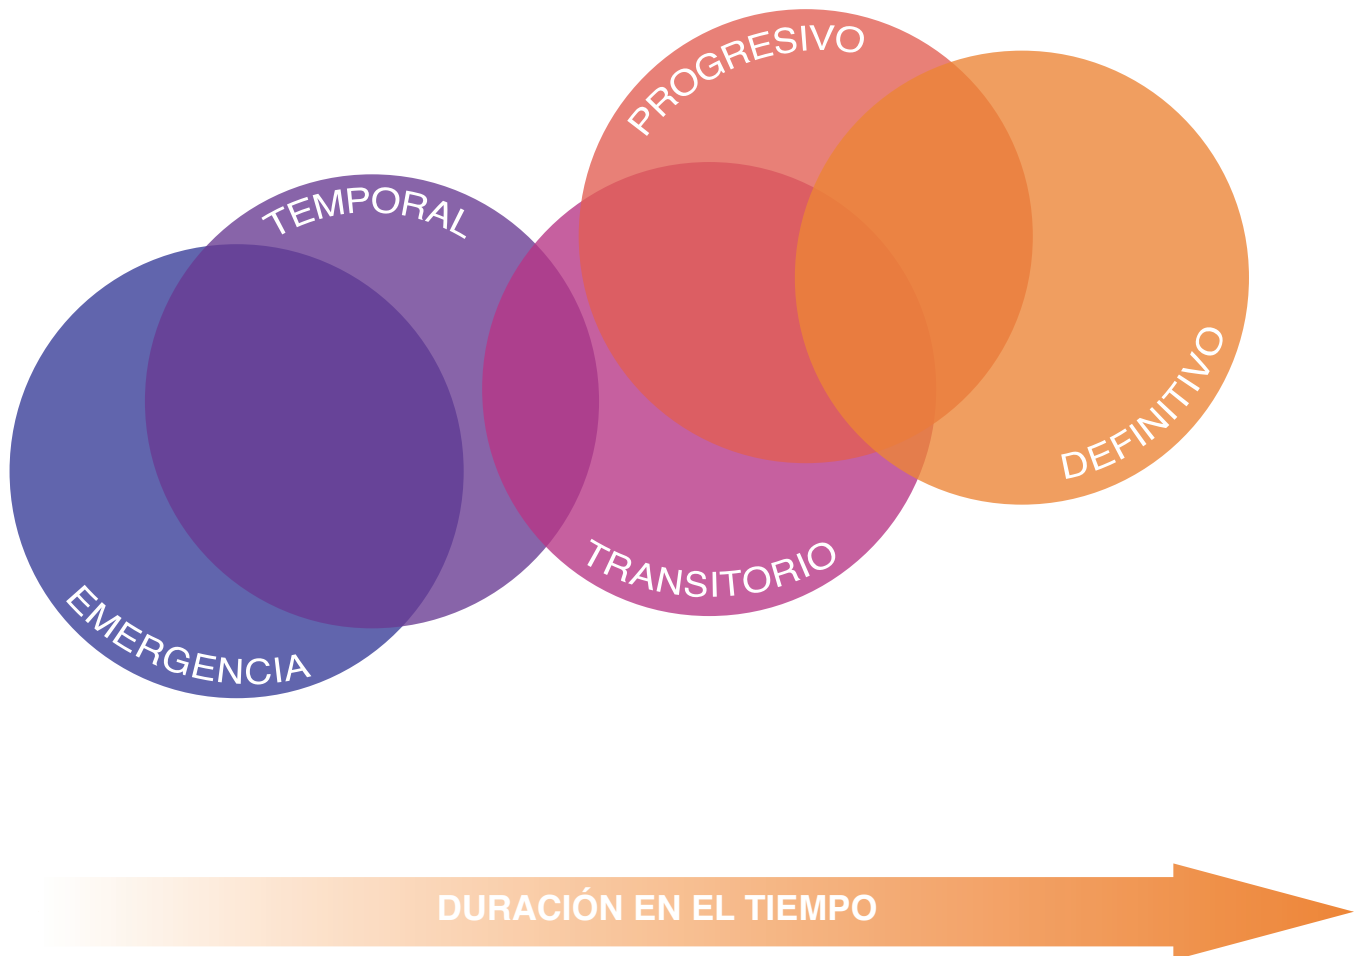 PROGRESIVO
TEMPORAL
DEFINITIVO
TRANSITORIO
EMERGENCIA
DURACIÓN EN EL TIEMPO